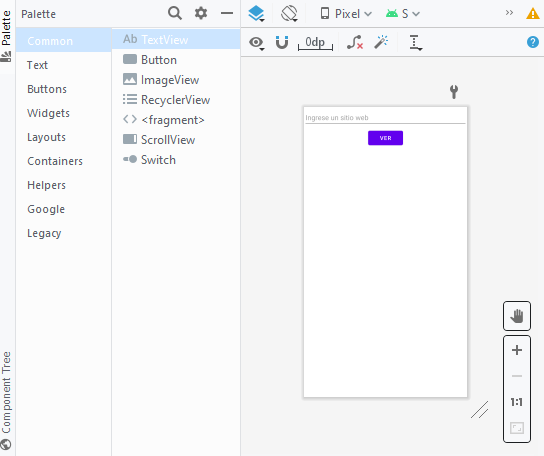 Palette
Component Tree
Palette
Common
Text
Buttons
Widgets
Layouts
Containers
Helpers
Google
Legacy
Ab TextView
Button
ImageView
RecyclerView
<fragment>
ScrollView
Switch
Pixel
S
0dp
Ingrese un sitio web
VER
1:1